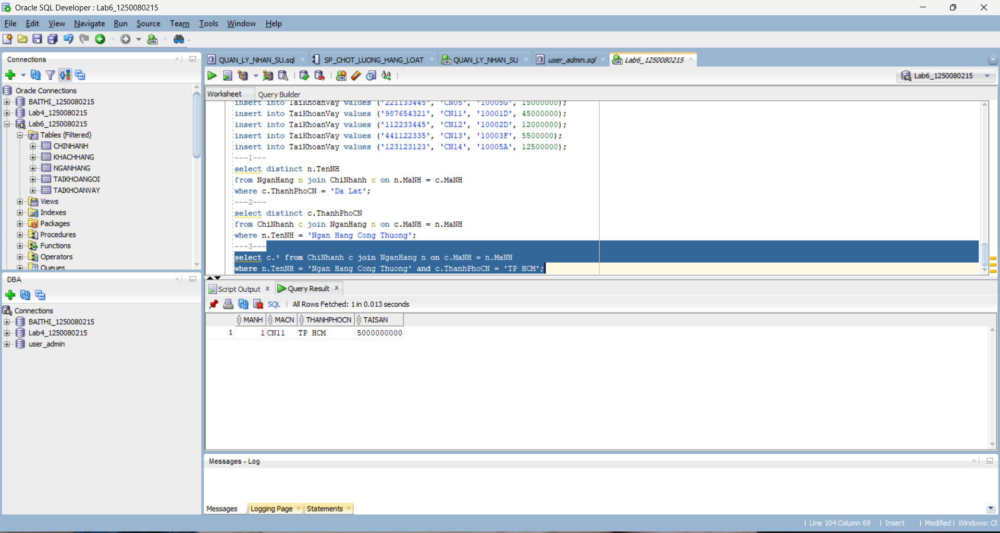 Oracle SQL Developer : Lab6_1250080215
File Edit View Navigate Run Source Team Tools Window Help
Connections
Oracle Connections
BAITHI_1250080215
Lab4_1250080215
Lab6_1250080215
Tables (Filtered)
CHINHANH
KHACHHANG
NGANHANG
TAIKHOANGOI
TAIKHOANVAY
Views
Indexes
Packages
Procedures
Functions
Operators
Queues
DBA
Connections
BAITHI_1250080215
Lab4_1250080215
user_admin
QUAN_LY_NHAN_SU.sql SP_CHOT_LUONG_HANG_LOAT QUAN_LY_NHAN_SU user_admin.sql Lab6_1250080215
Lab6_1250080215
Worksheet Query Builder
insert into TaiKhoanVay values ('221133445', 'CN05', '10005G', 15000000);
insert into TaiKhoanVay values ('987654321', 'CN11', '10001D', 45000000);
insert into TaiKhoanVay values ('112233445', 'CN12', '10002D', 12000000);
insert into TaiKhoanVay values ('441122335', 'CN13', '10003F', 5500000);
insert into TaiKhoanVay values ('123123123', 'CN14', '10005A', 12500000);
---1---
select distinct n.TenNH
from NganHang n join ChiNhanh c on n.MaNH = c.MaNH
where c.ThanhPhoCN = 'Da Lat';
---2---
select distinct c.ThanhPhoCN
from ChiNhanh c join NganHang n on c.MaNH = n.MaNH
where n.TenNH = 'Ngan Hang Cong Thuong';
---3---
select c.* from ChiNhanh c join NganHang n on c.MaNH = n.MaNH
where n.TenNH = 'Ngan Hang Cong Thuong' and c.ThanhPhoCN = 'TP HCM';
Script Output Query Result
SQL All Rows Fetched: 1 in 0.013 seconds
MANH MACN THANHPHOCN TAISAN
1 1 CN11 TP HCM 5000000000
Messages - Log
Messages Logging Page Statements
Line 104 Column 69 Insert Modified Windows: CF